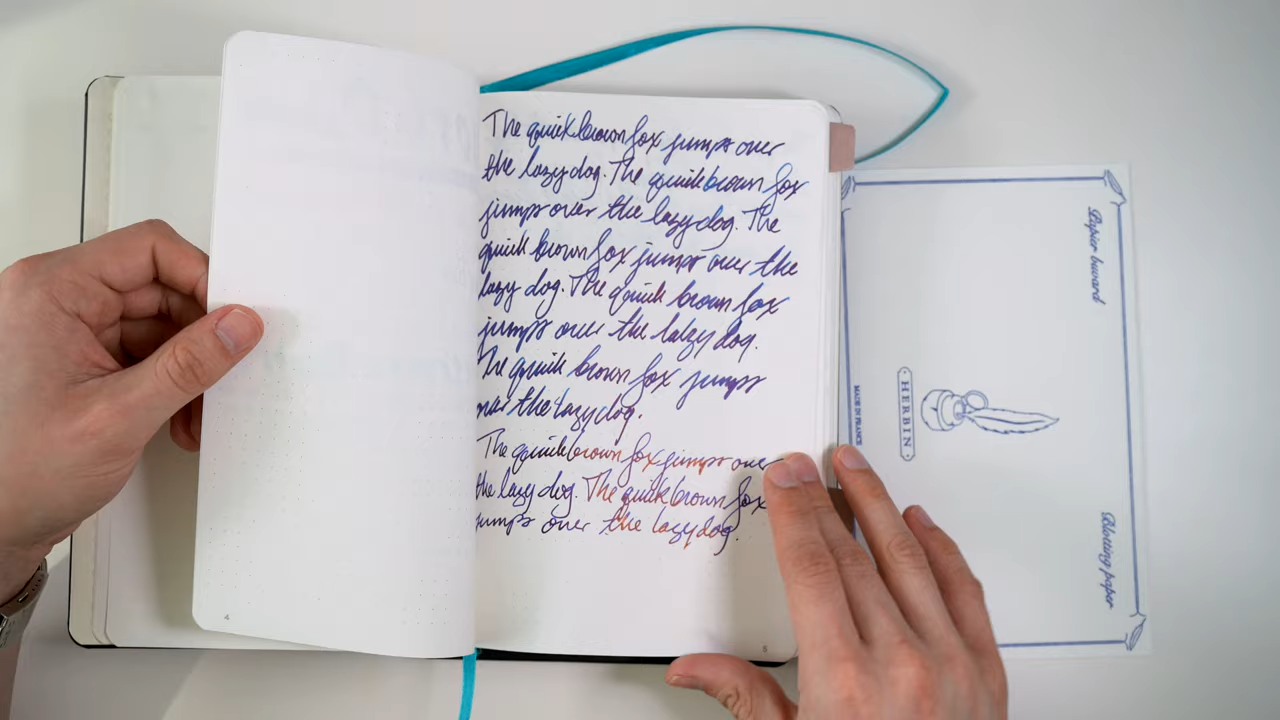 The quick brown fox jumps over
the lazy dog. The quick brown fox
jumps over the lazy dog. The
quick brown fox jumps over the
lazy dog. The quick brown fox
jumps over the lazy dog.
The quick brown fox jumps
over the lazy dog.
The quick brown fox jumps over
the lazy dog. The quick brown fox
jumps over the lazy dog.
4
5
Papier buvard
MADE IN FRANCE
HERBIN
Blotting paper